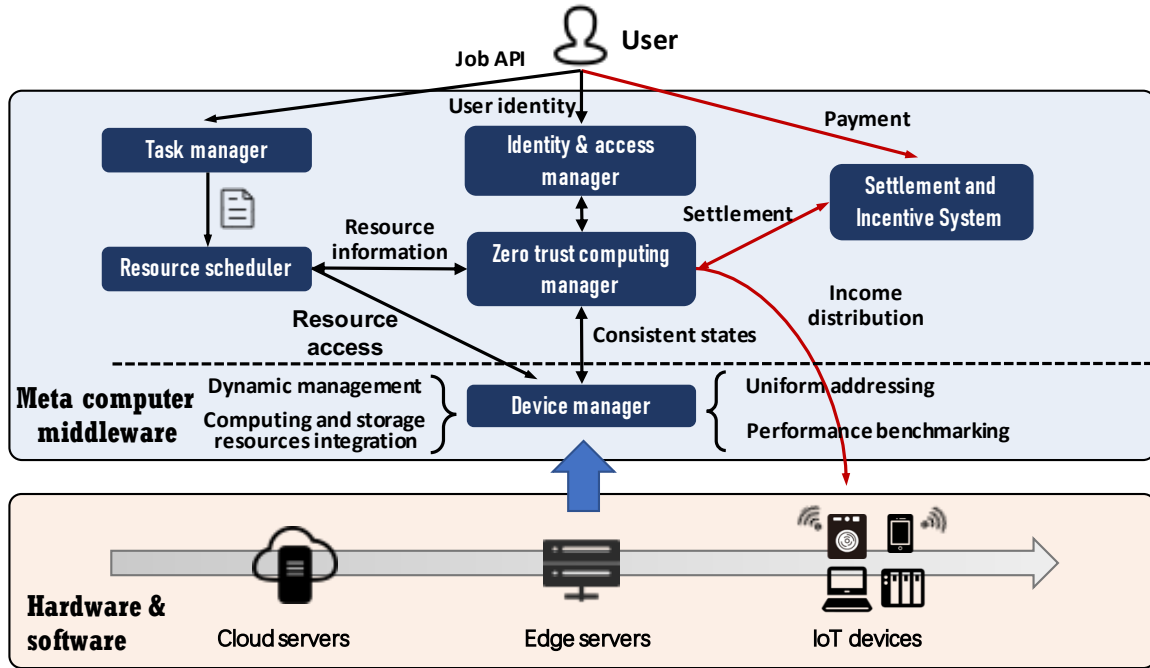 User
Job API
User identity
Payment
Task manager
Identity & access
manager
Settlement and
Incentive System
Settlement
Resource
information
Resource scheduler
Zero trust computing
manager
Income
distribution
Resource
access
Consistent states
Meta computer
middleware
Dynamic management
Computing and storage
resources integration
Device manager
Uniform addressing
Performance benchmarking
Hardware &
software
Cloud servers
Edge servers
IoT devices